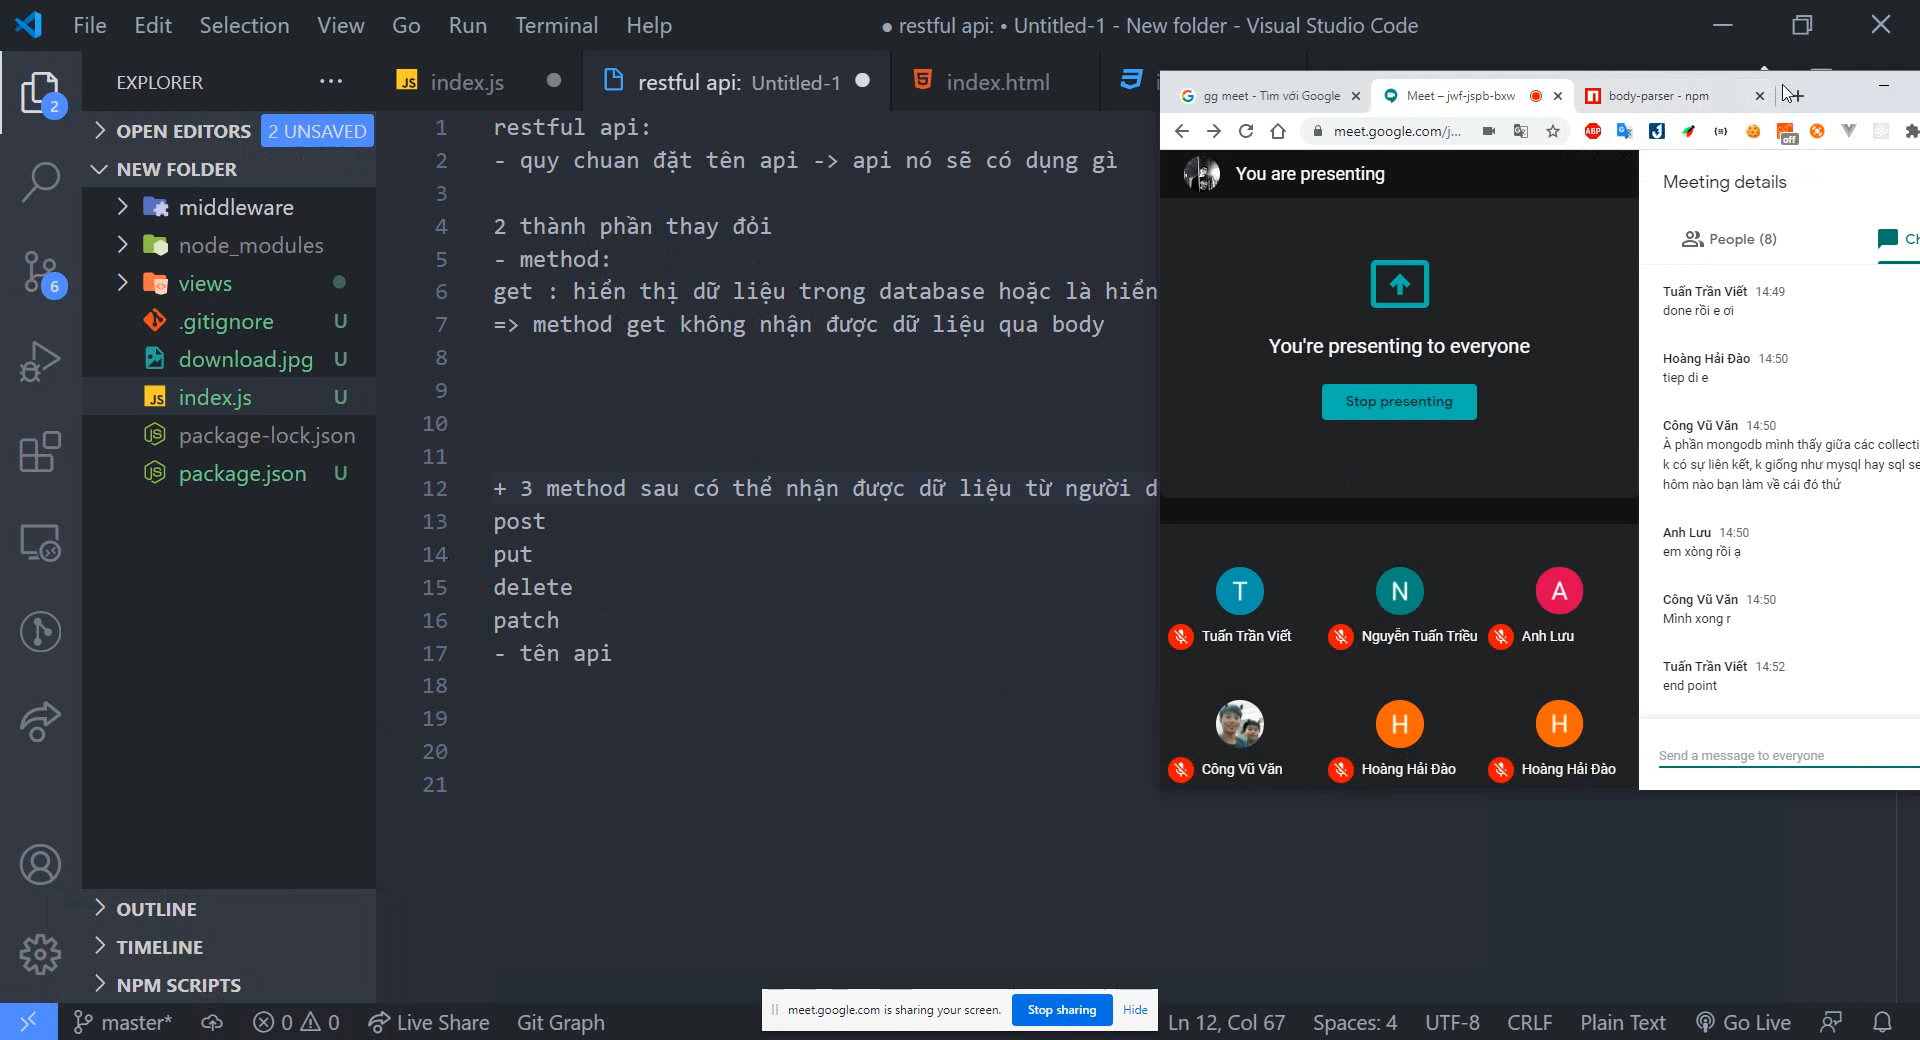 File Edit Selection View Go Run Terminal Help
● restful api: • Untitled-1 - New folder - Visual Studio Code
EXPLORER
index.js
restful api: Untitled-1
index.html
2
OPEN EDITORS 2 UNSAVED
NEW FOLDER
middleware
node_modules
views
.gitignore U
download.jpg U
index.js U
package-lock.json
package.json U
6
OUTLINE
TIMELINE
NPM SCRIPTS
1 restful api:
2 - quy chuan đặt tên api -> api nó sẽ có dụng gì
3
4 2 thành phần thay đổi
5 - method:
6 get : hiển thị dữ liệu trong database hoặc là hiển
7 => method get không nhận được dữ liệu qua body
8
9
10
11
12 + 3 method sau có thể nhận được dữ liệu từ người d
13 post
14 put
15 delete
16 patch
17 - tên api
18
19
20
21
gg meet - Tìm với Google
Meet – jwf-jspb-bxw
body-parser - npm
meet.google.com/j...
ABP
off
You are presenting
You're presenting to everyone
Stop presenting
T
Tuấn Trần Viết
N
Nguyễn Tuấn Triều
A
Anh Lưu
Công Vũ Văn
H
Hoàng Hải Đào
H
Hoàng Hải Đào
Meeting details
People (8)
Ch
Tuấn Trần Viết 14:49
done rồi e ơi
Hoàng Hải Đào 14:50
tiep di e
Công Vũ Văn 14:50
À phần mongodb mình thấy giữa các collecti
k có sự liên kết, k giống như mysql hay sql se
hôm nào bạn làm về cái đó thử
Anh Lưu 14:50
em xòng rồi ạ
Công Vũ Văn 14:50
Mình xong r
Tuấn Trần Viết 14:52
end point
Send a message to everyone
meet.google.com is sharing your screen. Stop sharing Hide
master* 0 0 Live Share Git Graph
Ln 12, Col 67 Spaces: 4 UTF-8 CRLF Plain Text Go Live